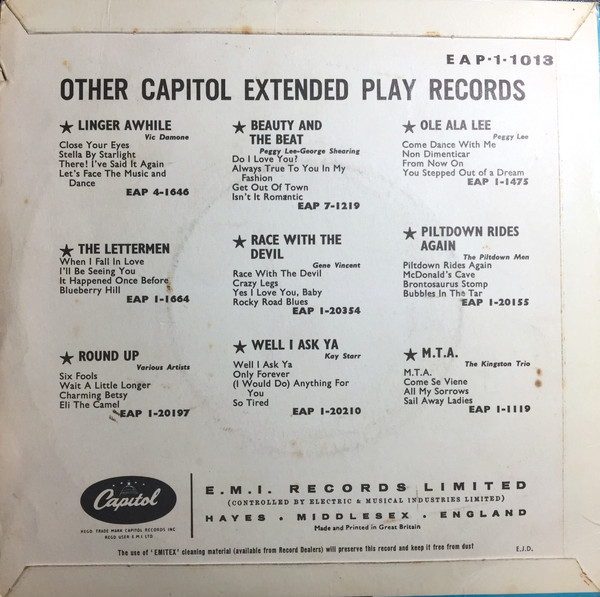 EAP·1-1013
OTHER CAPITOL EXTENDED PLAY RECORDS
★ LINGER AWHILE
Vic Damone
Close Your Eyes
Stella By Starlight
There! I've Said It Again
Let's Face The Music and
Dance
EAP 4-1646
★ BEAUTY AND
THE BEAT
Peggy Lee-George Shearing
Do I Love You?
Always True To You In My
Fashion
Get Out Of Town
Isn't It Romantic
EAP 7-1219
★ OLE ALA LEE
Peggy Lee
Come Dance With Me
Non Dimenticar
From Now On
You Stepped Out of a Dream
EAP 1-1475
★ THE LETTERMEN
When I Fall In Love
I'll Be Seeing You
It Happened Once Before
Blueberry Hill
EAP 1-1664
★ RACE WITH THE
DEVIL
Gene Vincent
Race With The Devil
Crazy Legs
Yes I Love You, Baby
Rocky Road Blues
EAP 1-20354
★ PILTDOWN RIDES
AGAIN
The Piltdown Men
Piltdown Rides Again
McDonald's Cave
Brontosaurus Stomp
Bubbles In The Tar
EAP 1-20155
★ ROUND UP
Various Artists
Six Fools
Wait A Little Longer
Charming Betsy
Eli The Camel
EAP 1-20197
★ WELL I ASK YA
Kay Starr
Well I Ask Ya
Only Forever
(I Would Do) Anything For
You
So Tired
EAP 1-20210
★ M.T.A.
The Kingston Trio
M.T.A.
Come Se Viene
All My Sorrows
Sail Away Ladies
EAP 1-1119
Capitol
REGD. TRADE MARK CAPITOL RECORDS INC.
REGD. USER E.M.I. LTD.
E.M.I. RECORDS LIMITED
(CONTROLLED BY ELECTRIC & MUSICAL INDUSTRIES LIMITED)
HAYES . MIDDLESEX . ENGLAND
Made and Printed in Great Britain
The use of 'EMITEX' cleaning material (available from Record Dealers) will preserve this record and keep it free from dust
E.J.D.